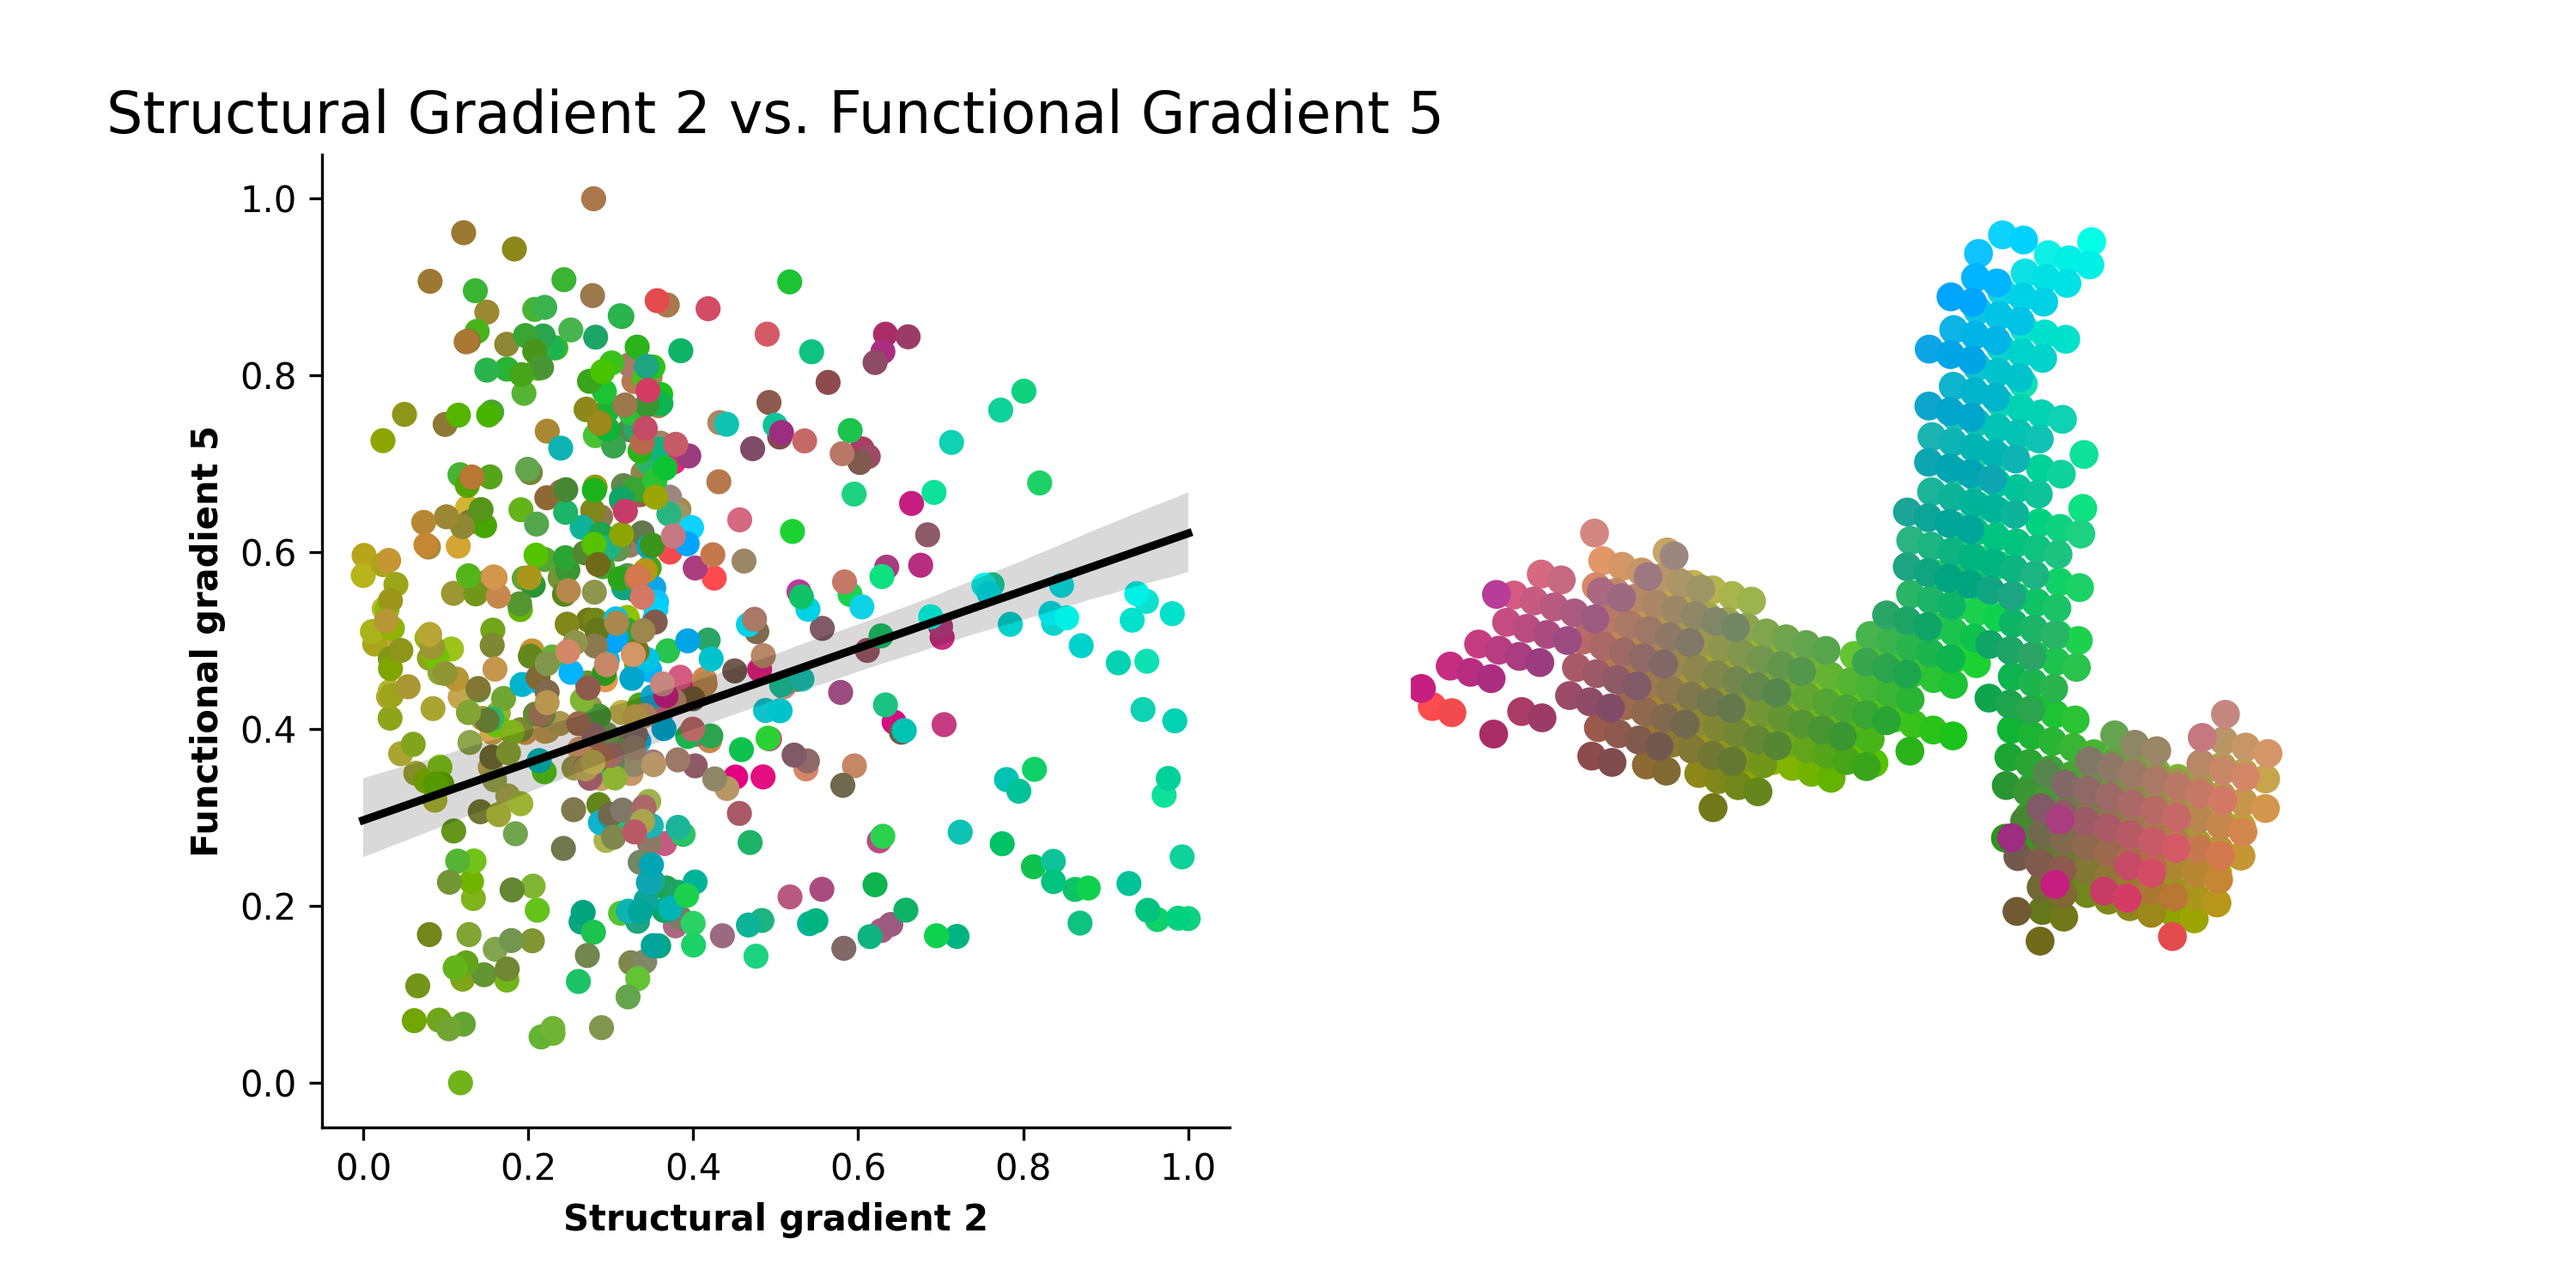 Structural Gradient 2 vs. Functional Gradient 5
1.0
0.8
0.6
0.4
0.2
0.0
Functional gradient 5
0.0 0.2 0.4 0.6 0.8 1.0
Structural gradient 2